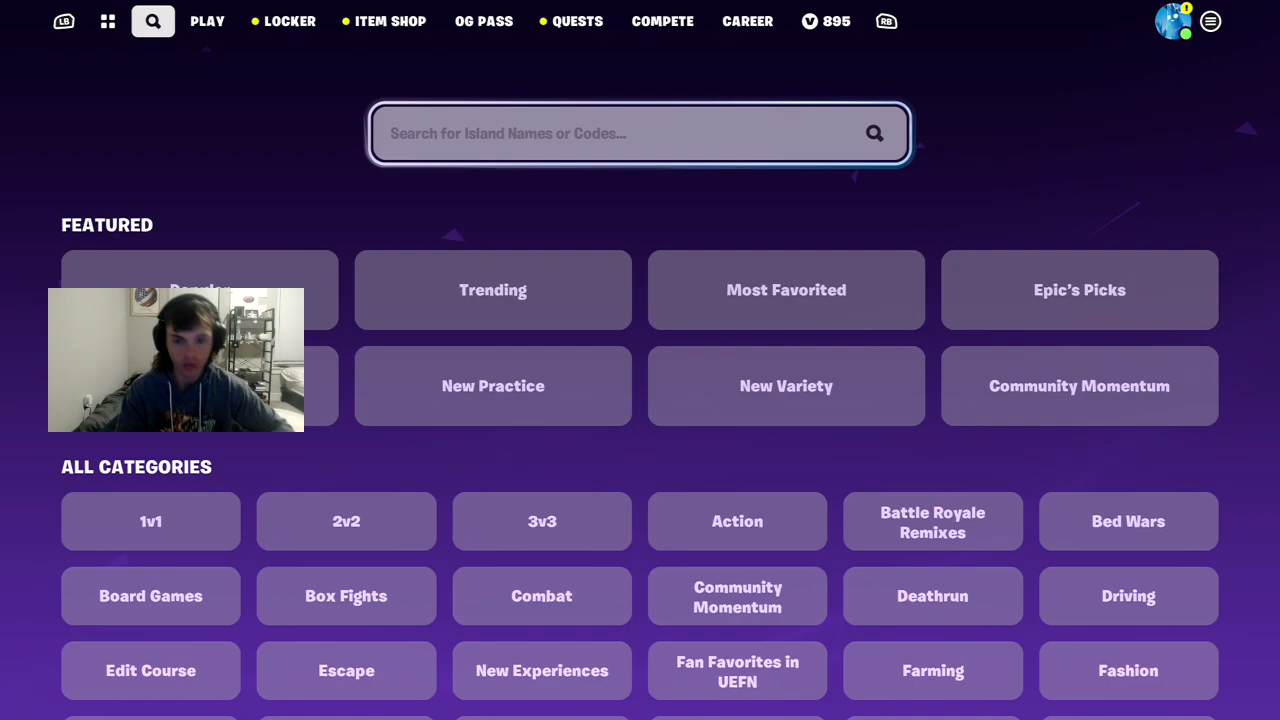 LB PLAY LOCKER ITEM SHOP OG PASS QUESTS COMPETE CAREER V 895 RB !
Search for Island Names or Codes...
FEATURED
Popular Trending Most Favorited Epic's Picks
New Practice New Variety Community Momentum
ALL CATEGORIES
1v1 2v2 3v3 Action Battle Royale Remixes Bed Wars
Board Games Box Fights Combat Community Momentum Deathrun Driving
Edit Course Escape New Experiences Fan Favorites in UEFN Farming Fashion